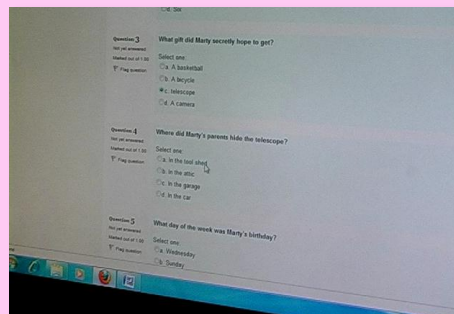 d. Six
Question 3
Not yet answered
Marked out of 1.00
Flag question
What gift did Marty secretly hope to get?
Select one:
a. A basketball
b. A bicycle
c. telescope
d. A camera
Question 4
Not yet answered
Marked out of 1.00
Flag question
Where did Marty's parents hide the telescope?
Select one:
a. in the tool shed
b. in the attic
c. in the garage
d. in the car
Question 5
Not yet answered
Marked out of 1.00
Flag question
What day of the week was Marty's birthday?
Select one:
a. Wednesday
b. Sunday